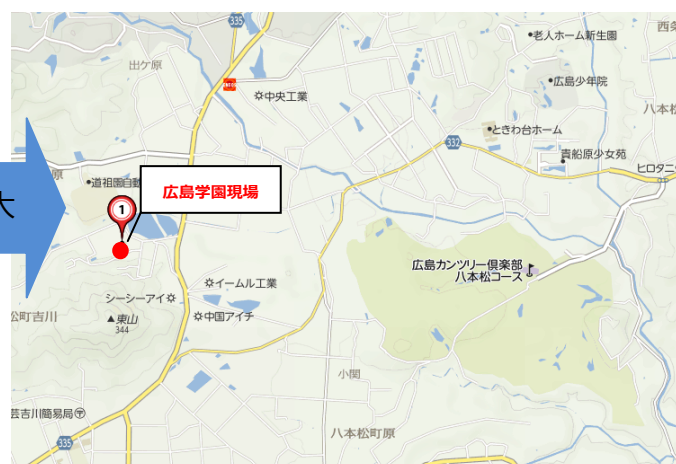 335
老人ホーム新生園
西条
出ケ原
広島少年院
中央工業
八本松
ときわ台ホーム
332
貴船原少女苑
ヒロタニ
原
道祖園自動
広島学園現場
大
1
広島カンツリー倶楽部
八本松コース
イームル工業
シーシーアイ
松町吉川
東山
344
中国アイチ
小関
芸吉川簡易局
335
八本松町原